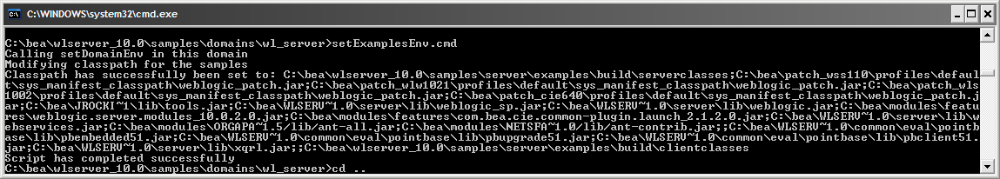 C:\WINDOWS\system32\cmd.exe
C:\bea\wlserver_10.0\samples\domains\wl_server>setExamplesEnv.cmd
Calling setDomainEnv in this domain
Modifying classpath for the samples
Classpath has successfully been set to: C:\bea\wlserver_10.0\samples\server\examples\build\serverclasses;C:\bea\patch_wss110\profiles\defaul
t\sys_manifest_classpath\weblogic_patch.jar;C:\bea\patch_wlw1021\profiles\default\sys_manifest_classpath\weblogic_patch.jar;C:\bea\patch_wls
1002\profiles\default\sys_manifest_classpath\weblogic_patch.jar;C:\bea\patch_cie640\profiles\default\sys_manifest_classpath\weblogic_patch.j
ar;C:\bea\JROCKI~1\lib\tools.jar;C:\bea\WLSERV~1.0\server\lib\weblogic_sp.jar;C:\bea\WLSERV~1.0\server\lib\weblogic.jar;C:\bea\modules\featu
res\weblogic.server.modules_10.0.2.0.jar;C:\bea\modules\features\com.bea.cie.common-plugin.launch_2.1.2.0.jar;C:\bea\WLSERV~1.0\server\lib\w
ebservices.jar;C:\bea\modules\ORGAPA~1.5/lib/ant-all.jar;C:\bea\modules\NETSFA~1.0/lib/ant-contrib.jar;;C:\bea\WLSERV~1.0\common\eval\pointb
ase\lib\pbembedded51.jar;C:\bea\WLSERV~1.0\common\eval\pointbase\lib\pbupgrade51.jar;C:\bea\WLSERV~1.0\common\eval\pointbase\lib\pbclient51.
jar;C:\bea\WLSERV~1.0\server\lib\xqrl.jar;;C:\bea\wlserver_10.0\samples\server\examples\build\clientclasses
Script has completed successfully
C:\bea\wlserver_10.0\samples\domains\wl_server>cd ..